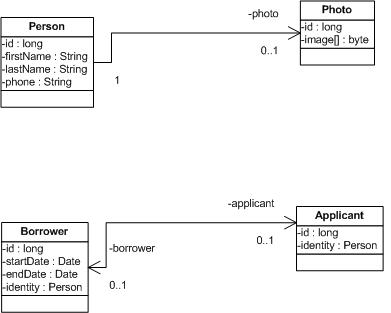 Person
-id : long
-firstName : String
-lastName : String
-phone : String
-photo
0..1
1
Photo
-id : long
-image[] : byte
Borrower
-id : long
-startDate : Date
-endDate : Date
-identity : Person
-applicant
0..1
-borrower
0..1
Applicant
-id : long
-identity : Person